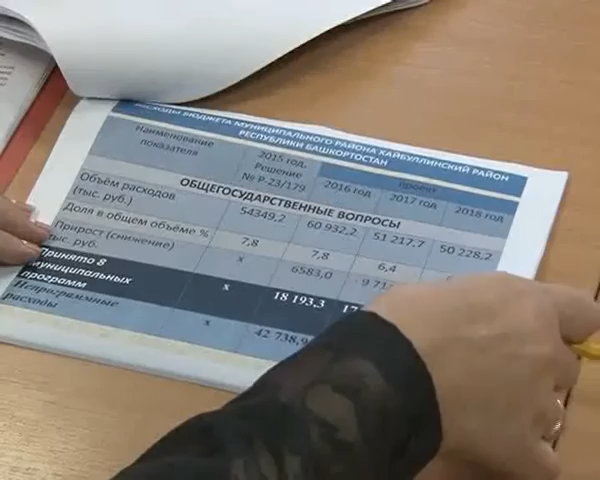 РАСХОДЫ БЮДЖЕТА МУНИЦИПАЛЬНОГО РАЙОНА ХАЙБУЛЛИНСКИЙ РАЙОН
РЕСПУБЛИКИ БАШКОРТОСТАН
Наименование показателя
2015 год. Решение № Р-23/179
проект
2016 год 2017 год 2018 год
ОБЩЕГОСУДАРСТВЕННЫЕ ВОПРОСЫ
Объём расходов (тыс. руб.) 54349,2 60 932,2 51 217,7 50 228,2
Доля в общем объёме % 7,8 7,8 6,4
Прирост (снижение) тыс. руб. х 6583,0
Принято 8 муниципальных программ х 18 193,3
Непрограммные расходы х 42 738,9